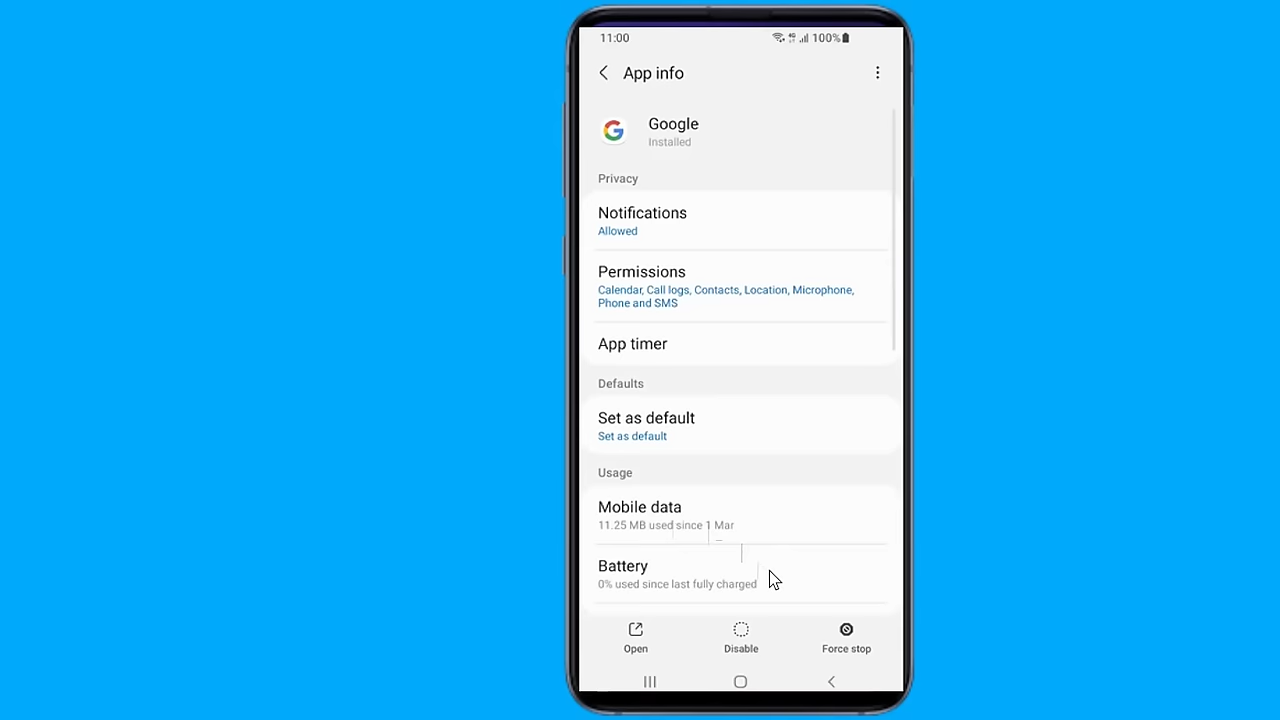 11:00 100%
App info
Google
Installed
Privacy
Notifications
Allowed
Permissions
Calendar, Call logs, Contacts, Location, Microphone,
Phone and SMS
App timer
Defaults
Set as default
Set as default
Usage
Mobile data
11.25 MB used since 1 Mar
Battery
0% used since last fully charged
Open Disable Force stop